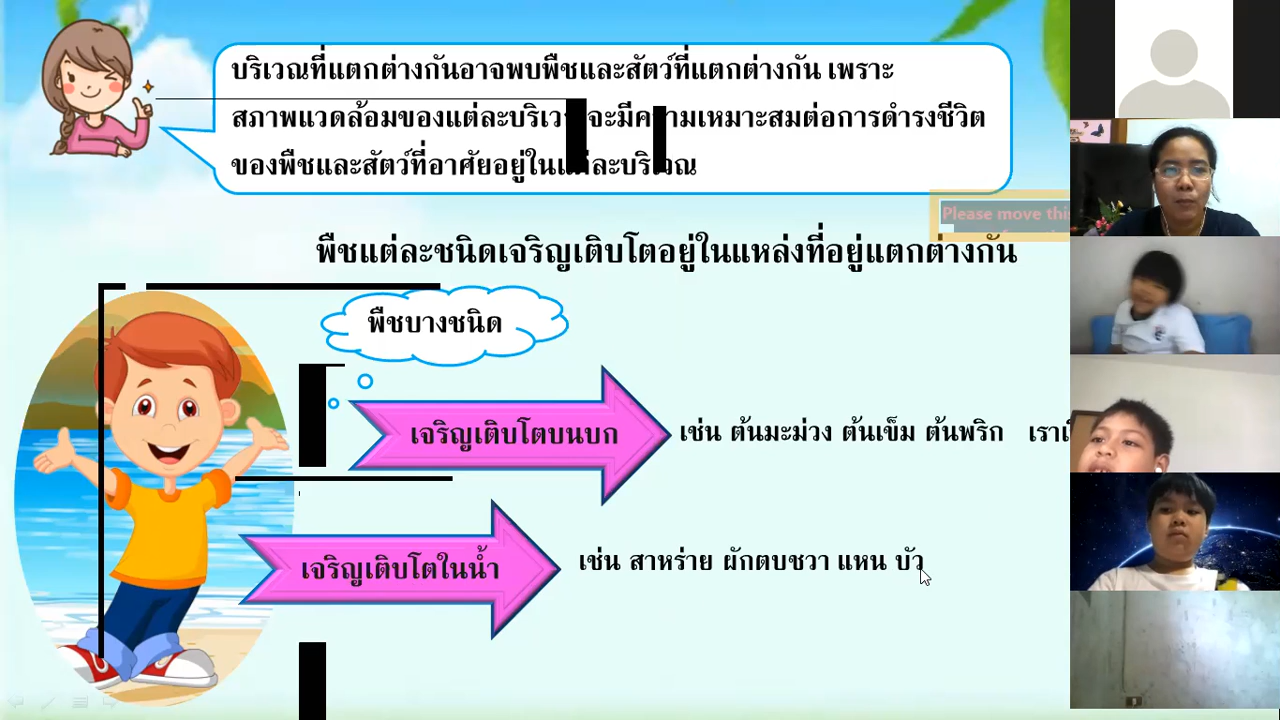 บริเวณที่แตกต่างกันอาจพบพืชและสัตว์ที่แตกต่างกัน เพราะ
สภาพแวดล้อมของแต่ละบริเวณจะมีความเหมาะสมต่อการดำรงชีวิต
ของพืชและสัตว์ที่อาศัยอยู่ในแต่ละบริเวณ
Please move this
พืชแต่ละชนิดเจริญเติบโตอยู่ในแหล่งที่อยู่แตกต่างกัน
พืชบางชนิด
เจริญเติบโตบนบก
เช่น ต้นมะม่วง ต้นเข็ม ต้นพริก
เจริญเติบโตในน้ำ
เช่น สาหร่าย ผักตบชวา แหน บัว